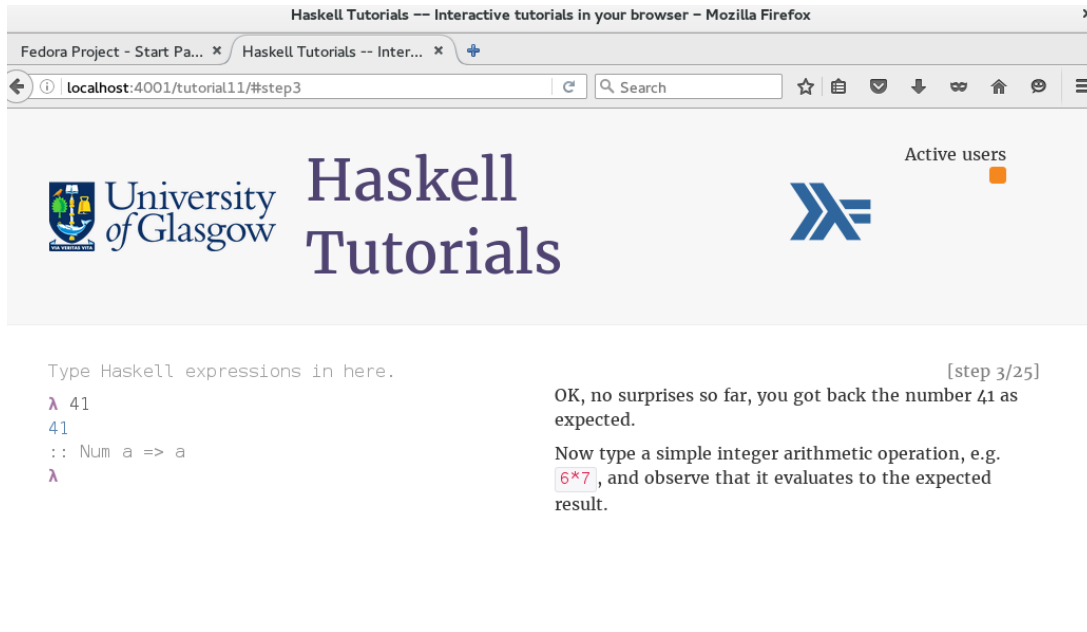 Haskell Tutorials -- Interactive tutorials in your browser - Mozilla Firefox
Fedora Project - Start Pa...
Haskell Tutorials -- Inter...
localhost:4001/tutorial11/#step3
Search
University
of Glasgow
VIA VERITAS VITA
Haskell
Tutorials
Active users
Type Haskell expressions in here.
λ 41
41
:: Num a => a
λ
[step 3/25]
OK, no surprises so far, you got back the number 41 as
expected.
Now type a simple integer arithmetic operation, e.g.
6*7, and observe that it evaluates to the expected
result.